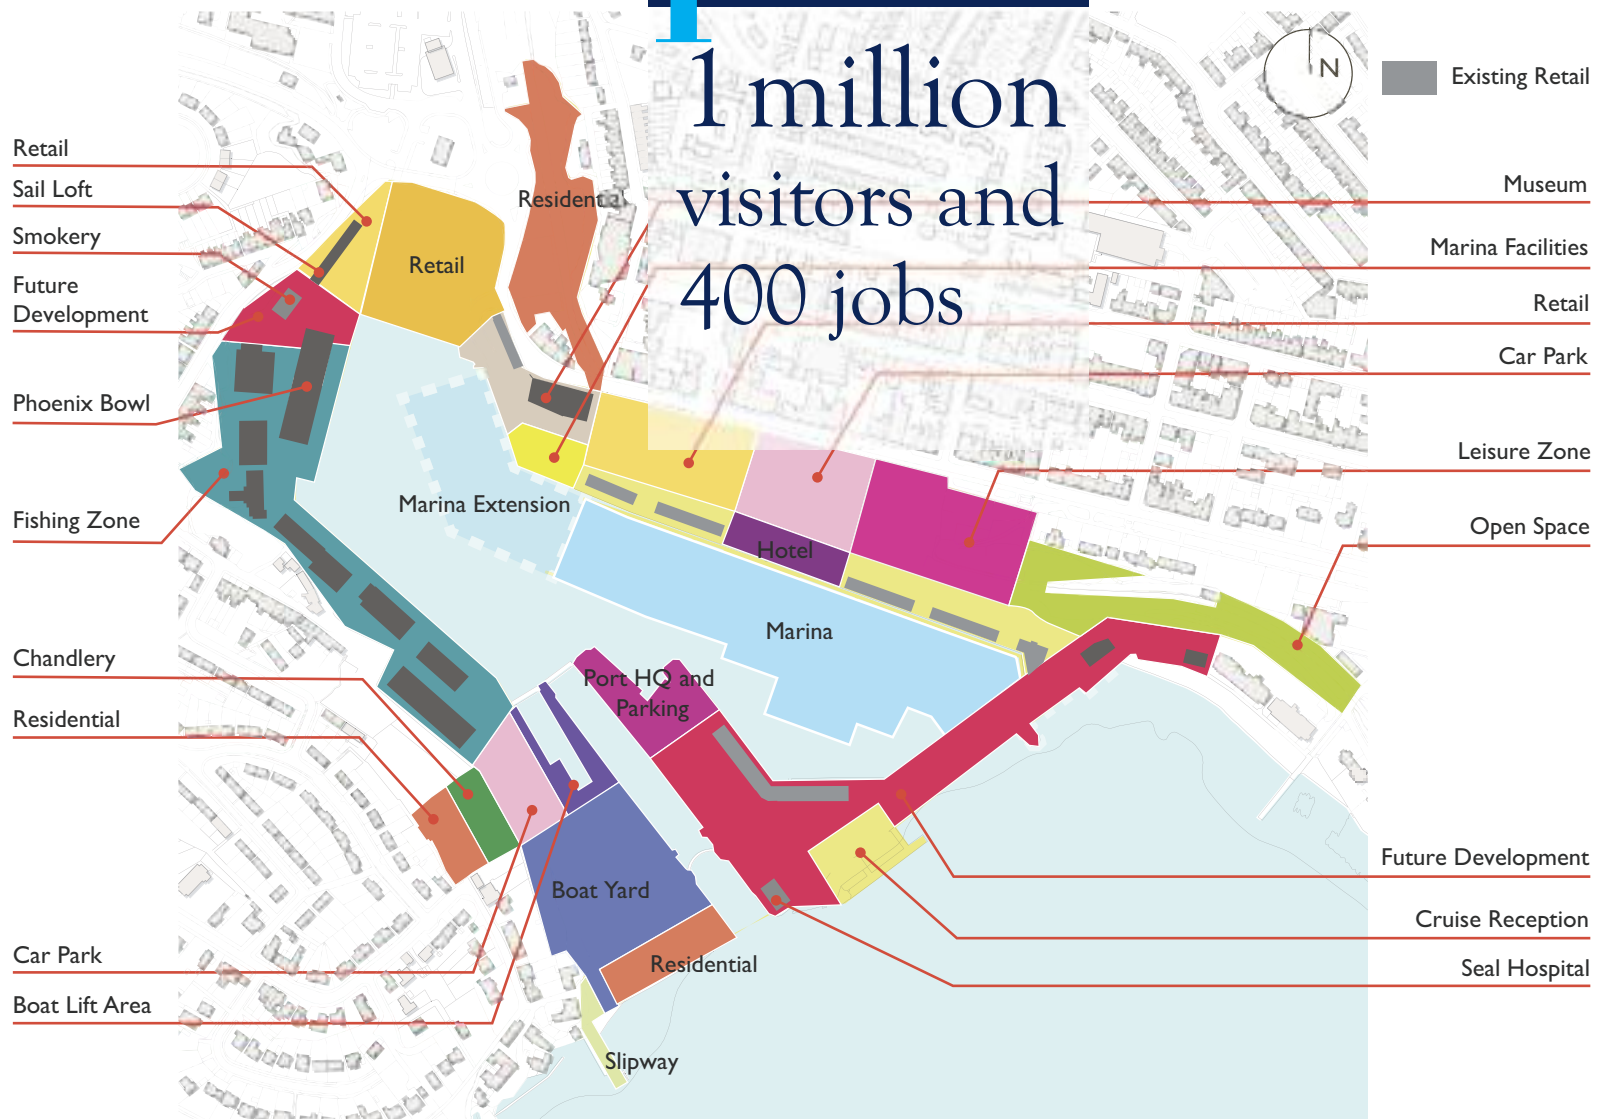 1 million
visitors and
400 jobs
N
Existing Retail
Retail
Sail Loft
Smokery
Future
Development
Phoenix Bowl
Fishing Zone
Chandlery
Residential
Car Park
Boat Lift Area
Residential
Retail
Marina Extension
Hotel
Marina
Port HQ and
Parking
Boat Yard
Residential
Slipway
Museum
Marina Facilities
Retail
Car Park
Leisure Zone
Open Space
Future Development
Cruise Reception
Seal Hospital